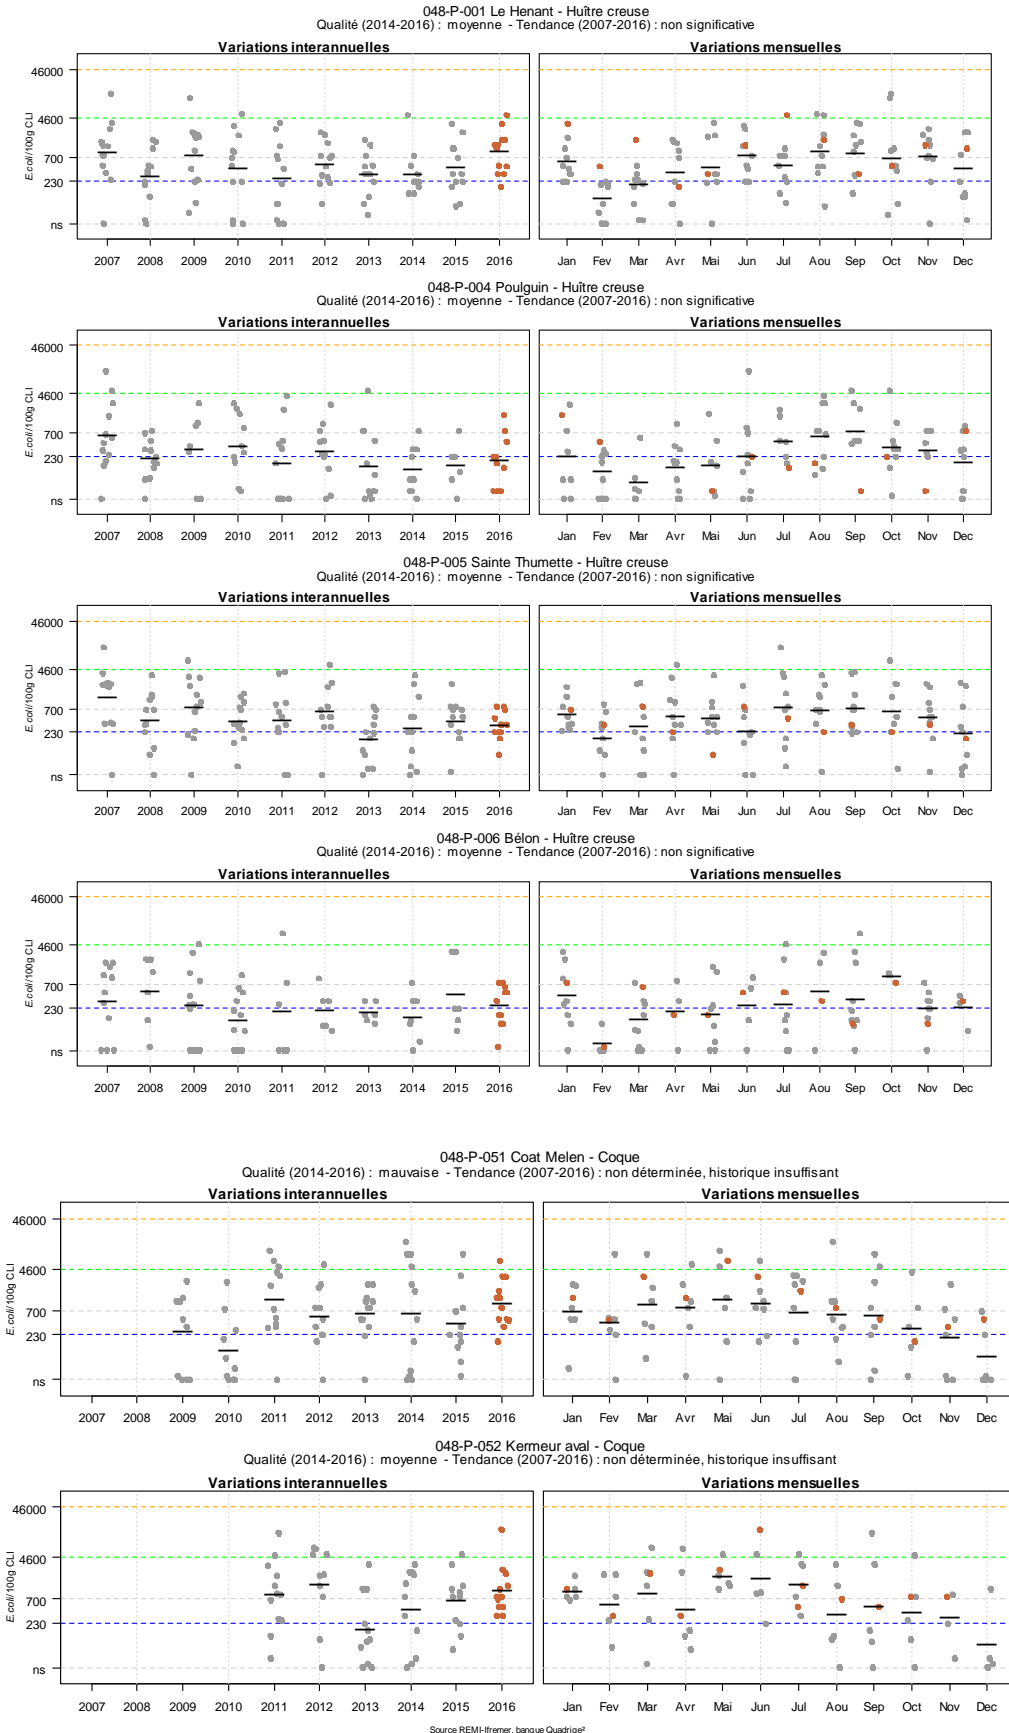 048-P-001 Le Henant - Huître creuse
Qualité (2014-2016) : moyenne - Tendance (2007-2016) : non significative
Variations interannuelles
Variations mensuelles
E.coli/100g CLI
46000
4600
700
230
ns
2007 2008 2009 2010 2011 2012 2013 2014 2015 2016
Jan Fev Mar Avr Mai Jun Jul Aou Sep Oct Nov Dec
048-P-004 Poulguin - Huître creuse
Qualité (2014-2016) : moyenne - Tendance (2007-2016) : non significative
Variations interannuelles
Variations mensuelles
E.coli/100g CLI
46000
4600
700
230
ns
2007 2008 2009 2010 2011 2012 2013 2014 2015 2016
Jan Fev Mar Avr Mai Jun Jul Aou Sep Oct Nov Dec
048-P-005 Sainte Thumette - Huître creuse
Qualité (2014-2016) : moyenne - Tendance (2007-2016) : non significative
Variations interannuelles
Variations mensuelles
E.coli/100g CLI
46000
4600
700
230
ns
2007 2008 2009 2010 2011 2012 2013 2014 2015 2016
Jan Fev Mar Avr Mai Jun Jul Aou Sep Oct Nov Dec
048-P-006 Bélon - Huître creuse
Qualité (2014-2016) : moyenne - Tendance (2007-2016) : non significative
Variations interannuelles
Variations mensuelles
E.coli/100g CLI
46000
4600
700
230
ns
2007 2008 2009 2010 2011 2012 2013 2014 2015 2016
Jan Fev Mar Avr Mai Jun Jul Aou Sep Oct Nov Dec
048-P-051 Coat Melen - Coque
Qualité (2014-2016) : mauvaise - Tendance (2007-2016) : non déterminée, historique insuffisant
Variations interannuelles
Variations mensuelles
E.coli/100g CLI
46000
4600
700
230
ns
2007 2008 2009 2010 2011 2012 2013 2014 2015 2016
Jan Fev Mar Avr Mai Jun Jul Aou Sep Oct Nov Dec
048-P-052 Kermeur aval - Coque
Qualité (2014-2016) : moyenne - Tendance (2007-2016) : non déterminée, historique insuffisant
Variations interannuelles
Variations mensuelles
E.coli/100g CLI
46000
4600
700
230
ns
2007 2008 2009 2010 2011 2012 2013 2014 2015 2016
Jan Fev Mar Avr Mai Jun Jul Aou Sep Oct Nov Dec
Source REMI-Ifremer, banque Quadrige²